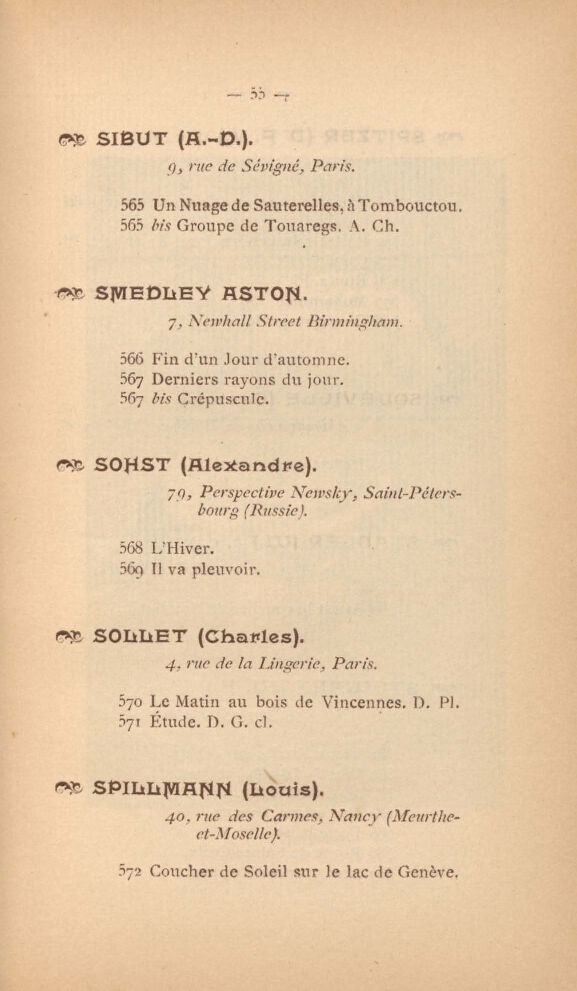 — 55 —
SIBUT (A.-D.).
9, rue de Sévigné, Paris.
565 Un Nuage de Sauterelles, à Tombouctou.
565 bis Groupe de Touaregs. A. Ch.
SMEDLEY ASTON.
7, Newhall Street Birmingham.
566 Fin d'un Jour d'automne.
567 Derniers rayons du jour.
567 bis Crépuscule.
SOHST (Alexandre).
79, Perspective Newsky, Saint-Péters-
bourg (Russie).
568 L'Hiver.
569 Il va pleuvoir.
SOLLET (Charles).
4, rue de la Lingerie, Paris.
570 Le Matin au bois de Vincennes. D. Pl.
571 Étude. D. G. cl.
SPILLMANN (Louis).
40, rue des Carmes, Nancy (Meurthe-
et-Moselle).
572 Coucher de Soleil sur le lac de Genève.